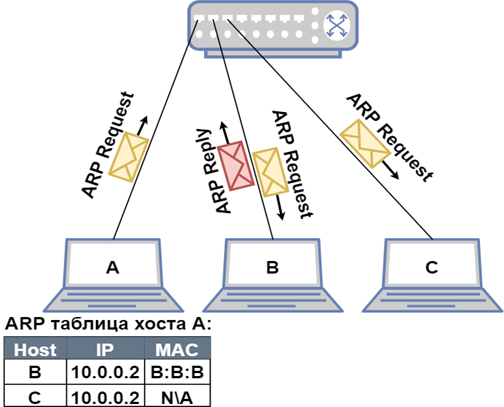 ARP Request
ARP Reply
ARP Request
ARP Request
A
B
C
ARP таблица хоста A:
Host IP MAC
B 10.0.0.2 B:B:B
C 10.0.0.2 N\A